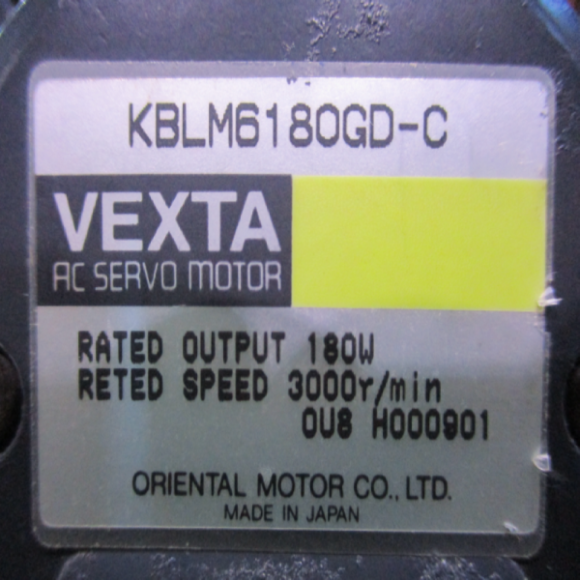 KBLM6180GD-C
VEXTA
AC SERVO MOTOR
RATED OUTPUT 180W
RETED SPEED 3000r/min
0U8 H000901
ORIENTAL MOTOR CO., LTD.
MADE IN JAPAN